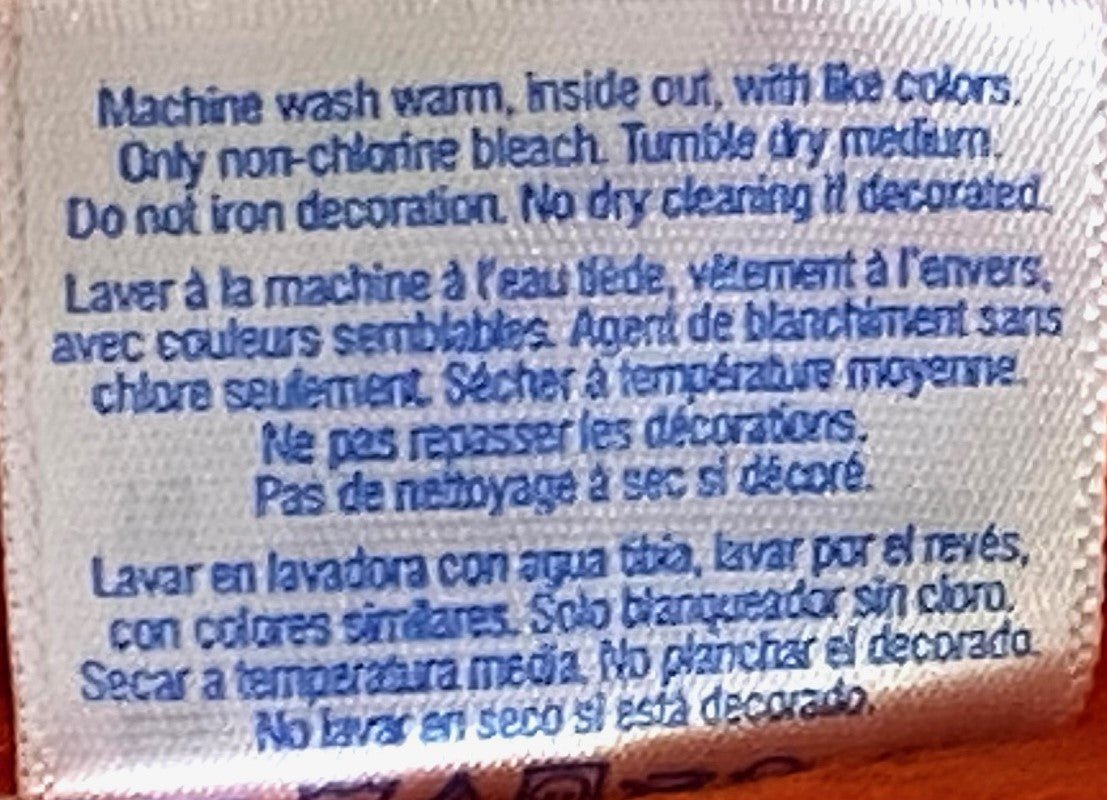 Machine wash warm, inside out, with like colors.
Only non-chlorine bleach. Tumble dry medium.
Do not iron decoration. No dry cleaning if decorated.
Laver à la machine à l'eau tiède, vêtement à l'envers,
avec couleurs semblables. Agent de blanchiment sans
chlore seulement. Sécher à température moyenne.
Ne pas repasser les décorations.
Pas de nettoyage à sec si décoré.
Lavar en lavadora con agua tibia, lavar por el revés,
con colores similares. Solo blanqueador sin cloro.
Secar a temperatura media. No planchar el decorado.
No lavar en seco si está decorado.